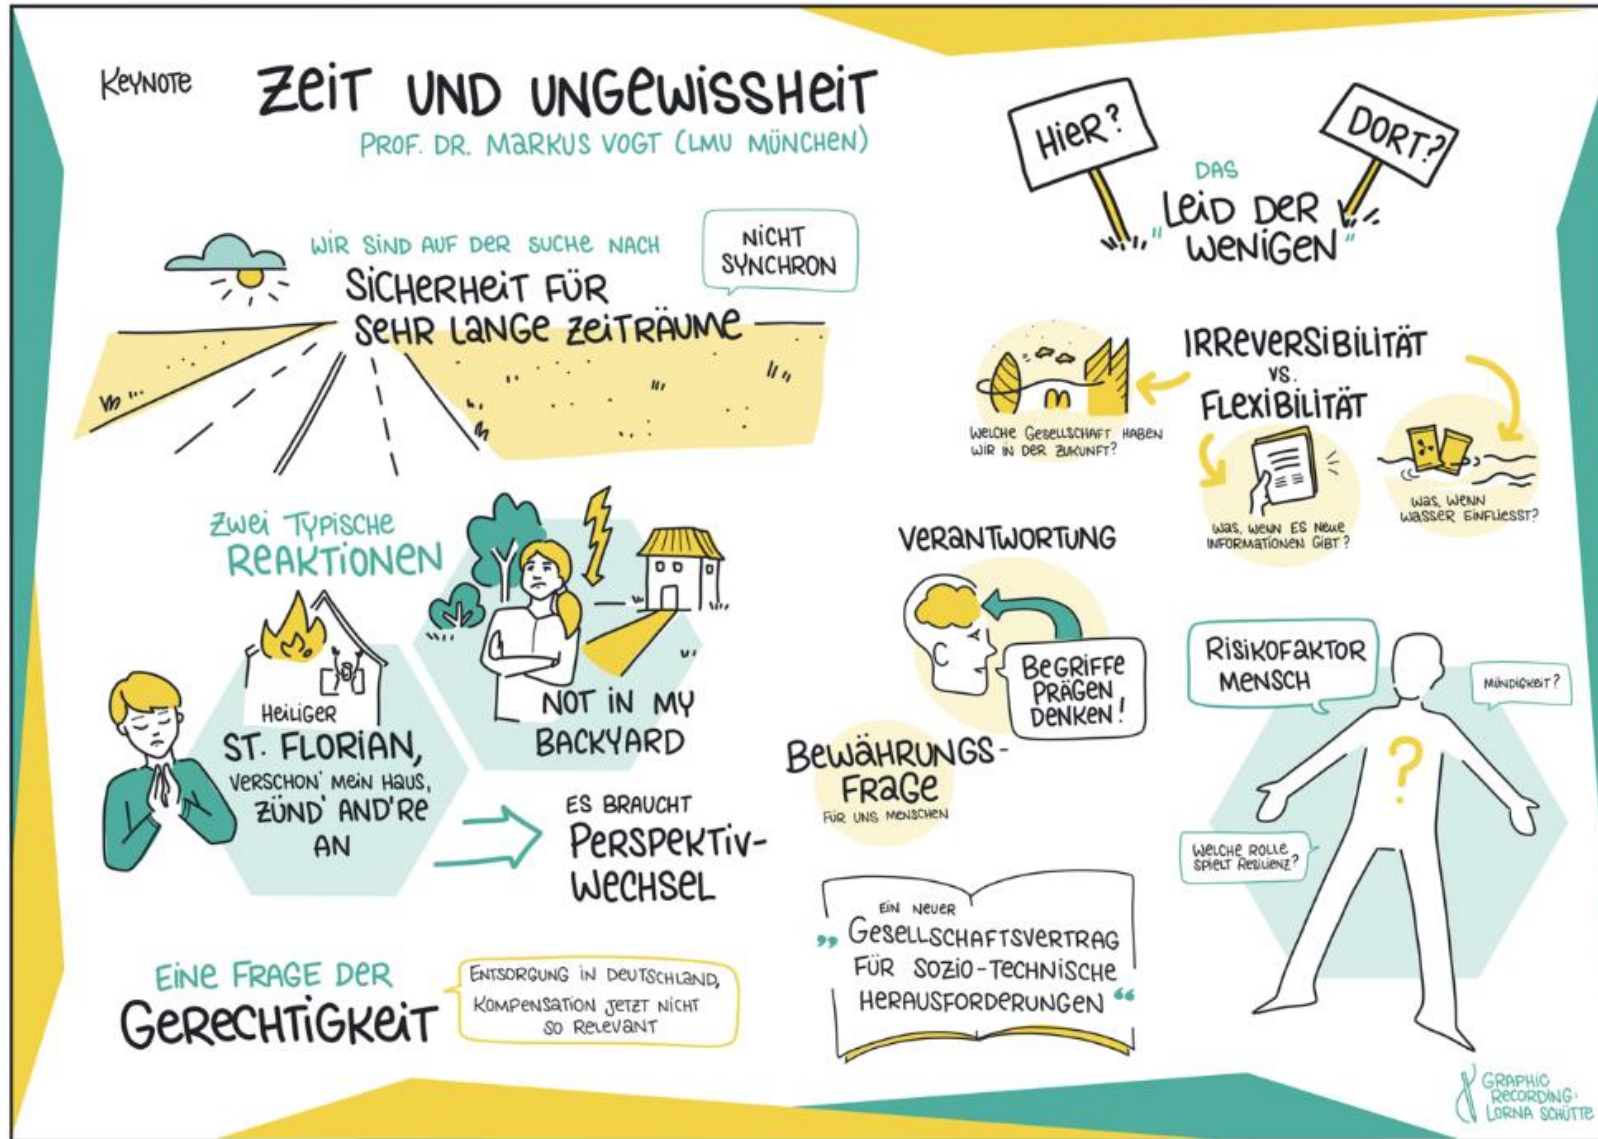 KEYNOTE
ZEIT UND UNGEWISSHEIT
PROF. DR. MARKUS VOGT (LMU MÜNCHEN)
WIR SIND AUF DER SUCHE NACH
SICHERHEIT FÜR
SEHR LANGE ZEITRÄUME
NICHT
SYNCHRON
ZWEI TYPISCHE
REAKTIONEN
HEILIGER
ST. FLORIAN,
VERSCHON' MEIN HAUS,
ZÜND' AND'RE
AN
NOT IN MY
BACKYARD
ES BRAUCHT
PERSPEKTIV-
WECHSEL
EINE FRAGE DER
GERECHTIGKEIT
ENTSORGUNG IN DEUTSCHLAND,
KOMPENSATION JETZT NICHT
SO RELEVANT
HIER?
DORT?
DAS
"LEID DER
WENIGEN"
IRREVERSIBILITÄT
VS.
FLEXIBILITÄT
WELCHE GESELLSCHAFT HABEN
WIR IN DER ZUKUNFT?
WAS, WENN ES NEUE
INFORMATIONEN GIBT?
WAS, WENN
WASSER EINFLIESST?
VERANTWORTUNG
BEGRIFFE
PRÄGEN
DENKEN!
BEWÄHRUNGS-
FRAGE
FÜR UNS MENSCHEN
EIN NEUER
„GESELLSCHAFTSVERTRAG
FÜR SOZIO-TECHNISCHE
HERAUSFORDERUNGEN“
RISIKOFAKTOR
MENSCH
MÜNDIGKEIT?
WELCHE ROLLE
SPIELT RESILIENZ?
GRAPHIC
RECORDING:
LORNA SCHÜTTE